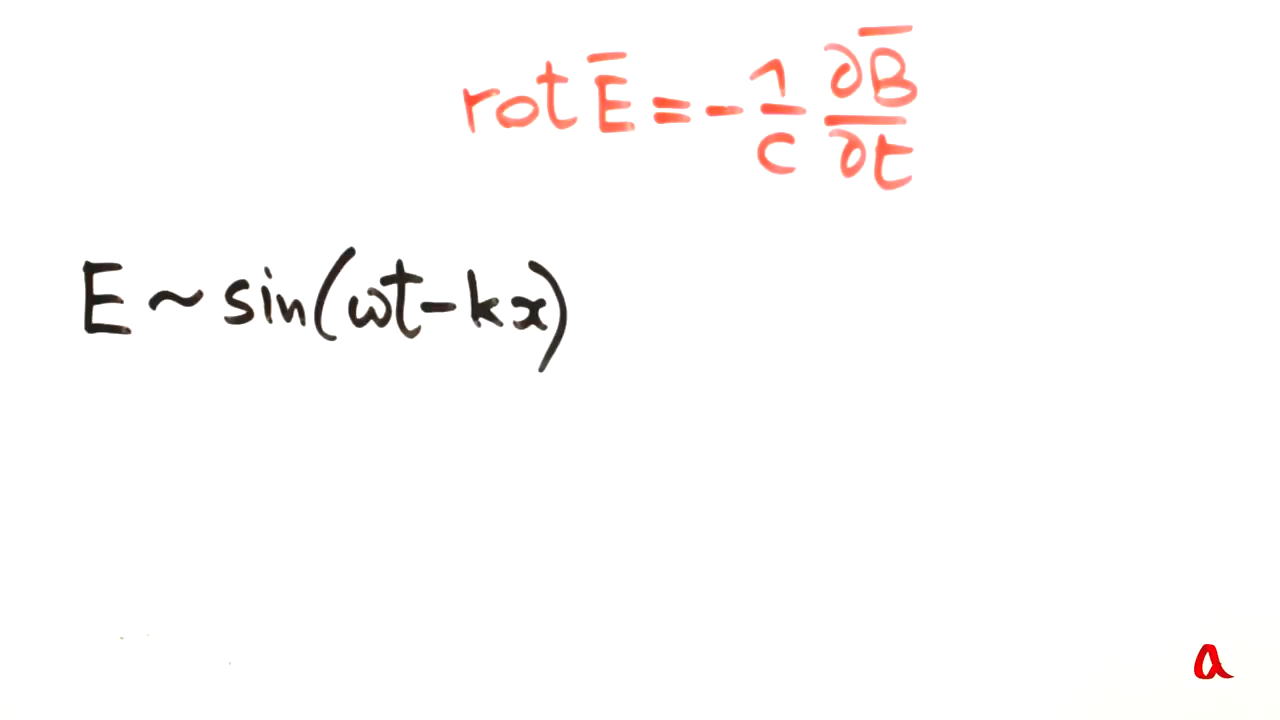 rot E̅ = - 1/c ∂B̅/∂t
E ~ sin(ωt - kx)
a